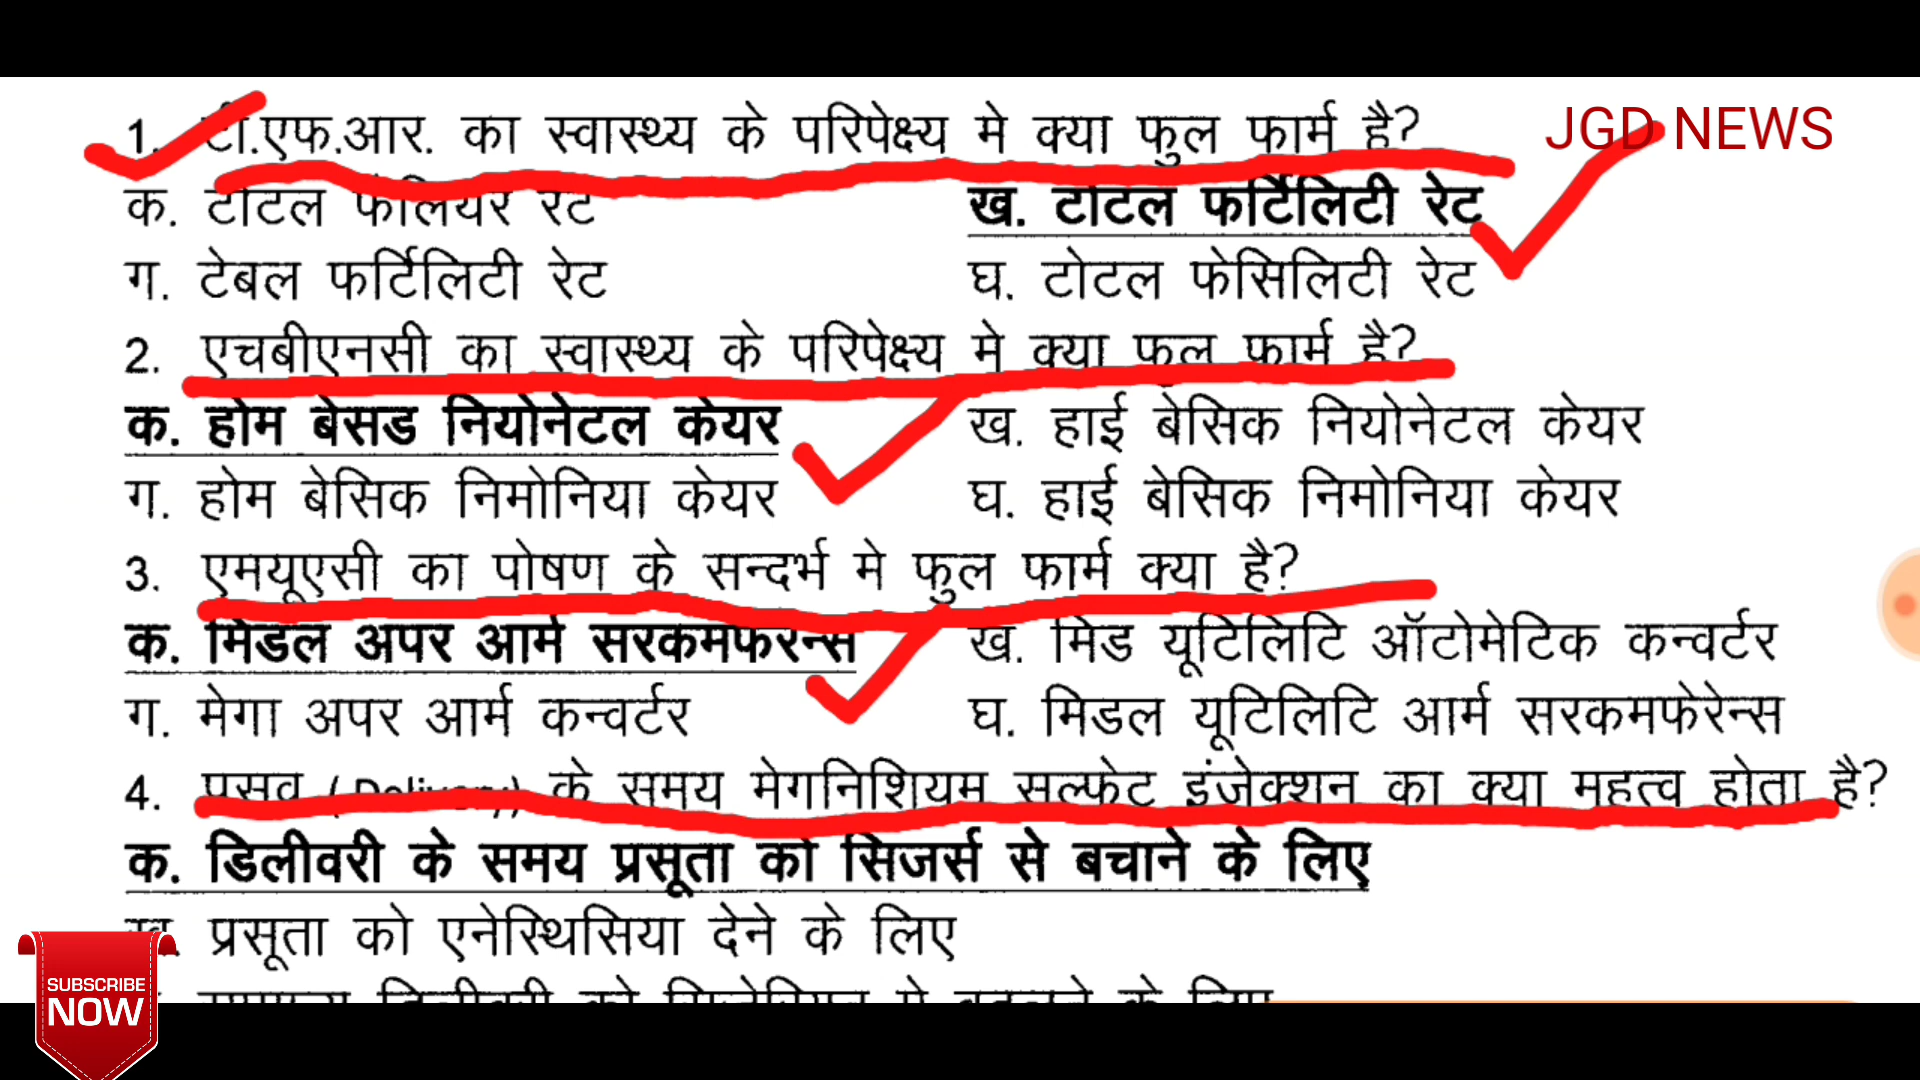 JGD NEWS
1. टी.एफ.आर. का स्वास्थ्य के परिपेक्ष्य मे क्या फुल फार्म है?
क. टोटल फेलियर रेट ख. टोटल फर्टिलिटी रेट
ग. टेबल फर्टिलिटी रेट घ. टोटल फेसिलिटी रेट
2. एचबीएनसी का स्वास्थ्य के परिपेक्ष्य मे क्या फुल फार्म है?
क. होम बेसड नियोनेटल केयर ख. हाई बेसिक नियोनेटल केयर
ग. होम बेसिक निमोनिया केयर घ. हाई बेसिक निमोनिया केयर
3. एमयूएसी का पोषण के सन्दर्भ मे फुल फार्म क्या है?
क. मिडल अपर आर्म सरकमफरेन्स ख. मिड यूटिलिटि ऑटोमेटिक कन्वर्टर
ग. मेगा अपर आर्म कन्वर्टर घ. मिडल यूटिलिटि आर्म सरकमफेरेन्स
4. प्रसव (Delivery) के समय मेगनिशियम सल्फेट इंजेक्शन का क्या महत्व होता है?
क. डिलीवरी के समय प्रसूता को सिजर्स से बचाने के लिए
ख. प्रसूता को एनेस्थिसिया देने के लिए
SUBSCRIBE
NOW